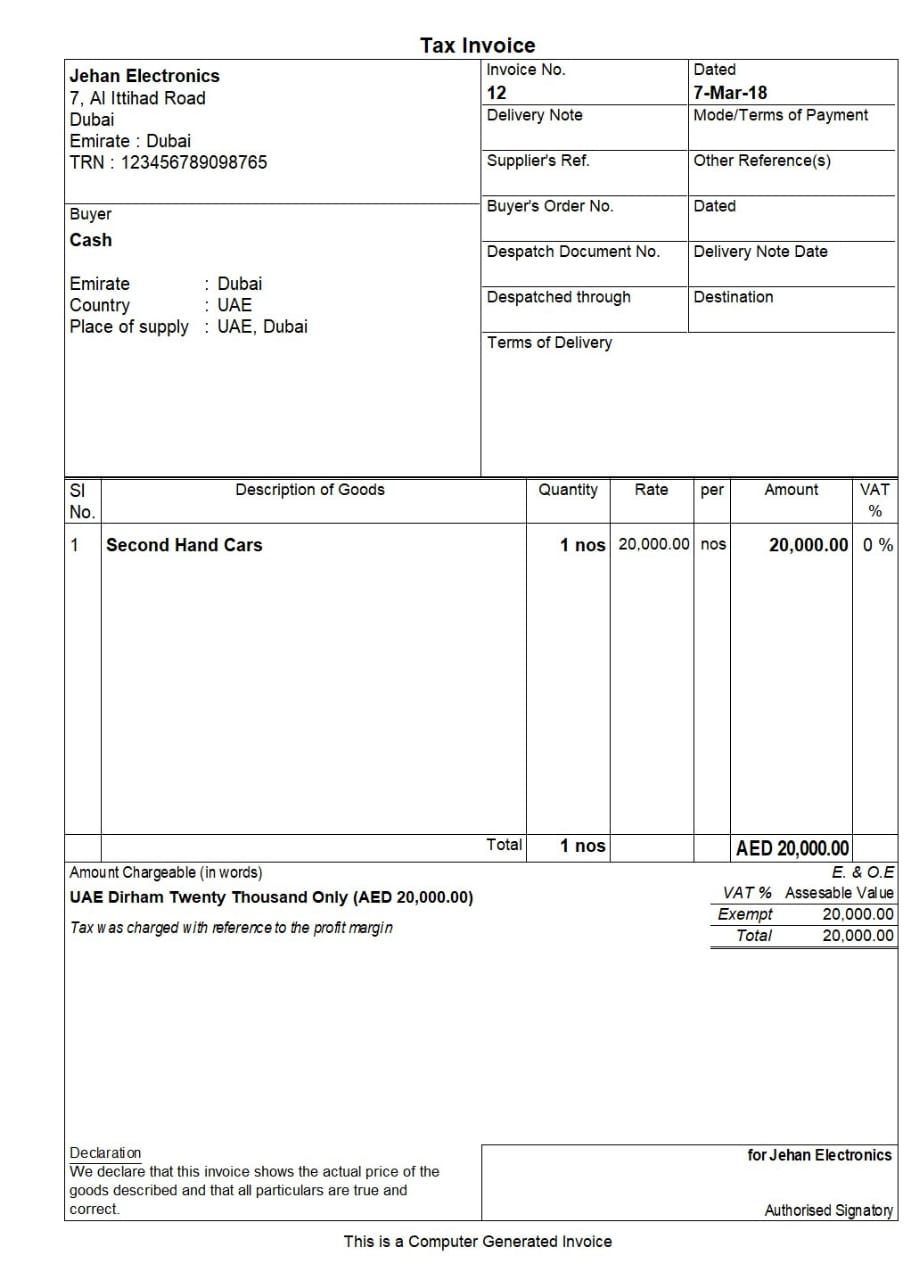 Tax Invoice
Jehan Electronics
7, Al Ittihad Road
Dubai
Emirate : Dubai
TRN : 123456789098765
Invoice No.
12
Dated
7-Mar-18
Delivery Note
Mode/Terms of Payment
Supplier's Ref.
Other Reference(s)
Buyer
Cash
Emirate : Dubai
Country : UAE
Place of supply : UAE, Dubai
Buyer's Order No.
Dated
Despatch Document No.
Delivery Note Date
Despatched through
Destination
Terms of Delivery
Sl No. Description of Goods Quantity Rate per Amount VAT %
1 Second Hand Cars 1 nos 20,000.00 nos 20,000.00 0 %
Total 1 nos AED 20,000.00
Amount Chargeable (in words) E. & O.E
UAE Dirham Twenty Thousand Only (AED 20,000.00)
Tax was charged with reference to the profit margin
VAT % Assesable Value
Exempt 20,000.00
Total 20,000.00
Declaration
We declare that this invoice shows the actual price of the
goods described and that all particulars are true and
correct.
for Jehan Electronics
Authorised Signatory
This is a Computer Generated Invoice